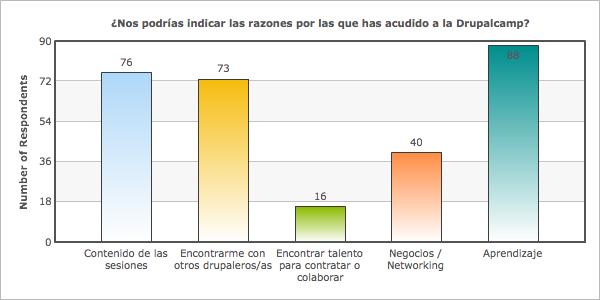 ¿Nos podrías indicar las razones por las que has acudido a la Drupalcamp?
Number of Respondents
90
72
54
36
18
0
76
73
16
40
88
Contenido de las
sesiones
Encontrarme con
otros drupaleros/as
Encontrar talento
para contratar o
colaborar
Negocios /
Networking
Aprendizaje